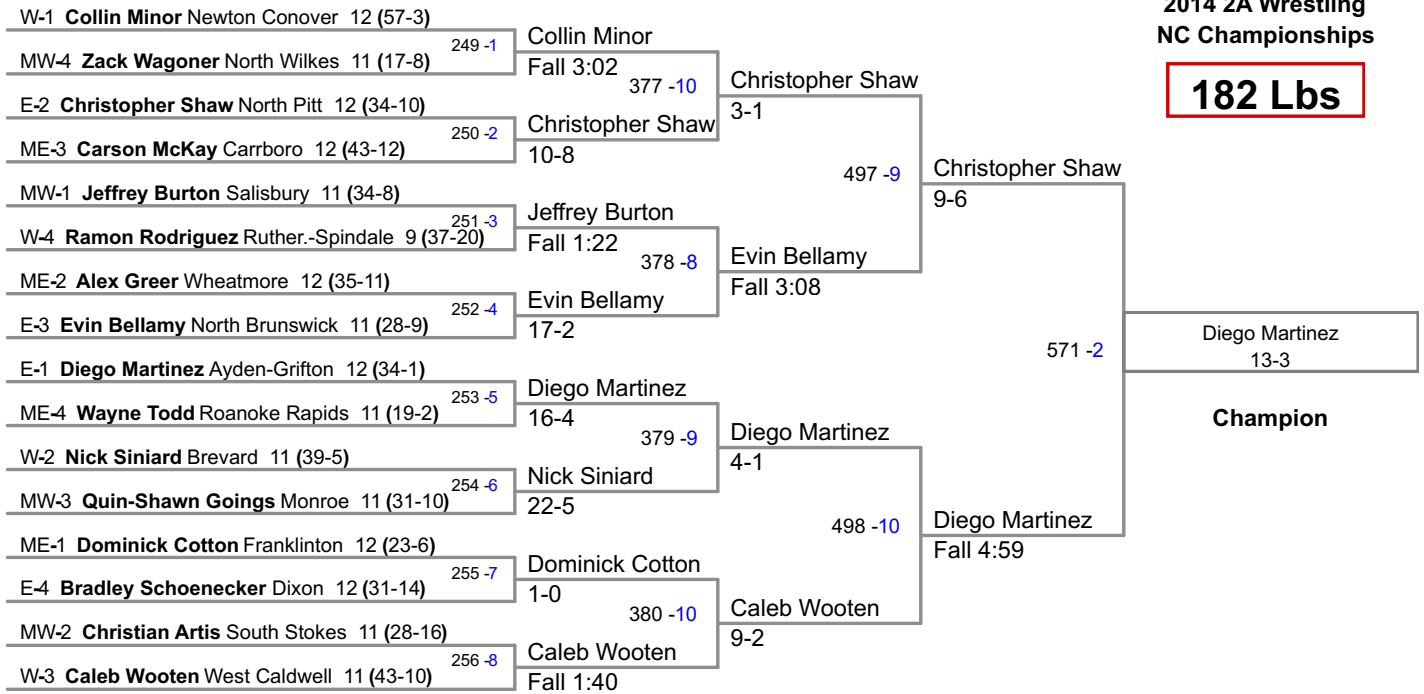 2014 2A Wrestling
NC Championships
182 Lbs
W-1 Collin Minor Newton Conover 12 (57-3)
249 -1
MW-4 Zack Wagoner North Wilkes 11 (17-8)
E-2 Christopher Shaw North Pitt 12 (34-10)
250 -2
ME-3 Carson McKay Carrboro 12 (43-12)
MW-1 Jeffrey Burton Salisbury 11 (34-8)
251 -3
W-4 Ramon Rodriguez Ruther.-Spindale 9 (37-20)
ME-2 Alex Greer Wheatmore 12 (35-11)
252 -4
E-3 Evin Bellamy North Brunswick 11 (28-9)
E-1 Diego Martinez Ayden-Grifton 12 (34-1)
253 -5
ME-4 Wayne Todd Roanoke Rapids 11 (19-2)
W-2 Nick Siniard Brevard 11 (39-5)
254 -6
MW-3 Quin-Shawn Goings Monroe 11 (31-10)
ME-1 Dominick Cotton Franklinton 12 (23-6)
255 -7
E-4 Bradley Schoenecker Dixon 12 (31-14)
MW-2 Christian Artis South Stokes 11 (28-16)
256 -8
W-3 Caleb Wooten West Caldwell 11 (43-10)
Collin Minor
Fall 3:02
377 -10
Christopher Shaw
10-8
Jeffrey Burton
Fall 1:22
378 -8
Evin Bellamy
17-2
Diego Martinez
16-4
379 -9
Nick Siniard
22-5
Dominick Cotton
1-0
380 -10
Caleb Wooten
Fall 1:40
Christopher Shaw
3-1
497 -9
Evin Bellamy
Fall 3:08
Diego Martinez
4-1
498 -10
Caleb Wooten
9-2
Christopher Shaw
9-6
571 -2
Diego Martinez
Fall 4:59
Diego Martinez
13-3
Champion